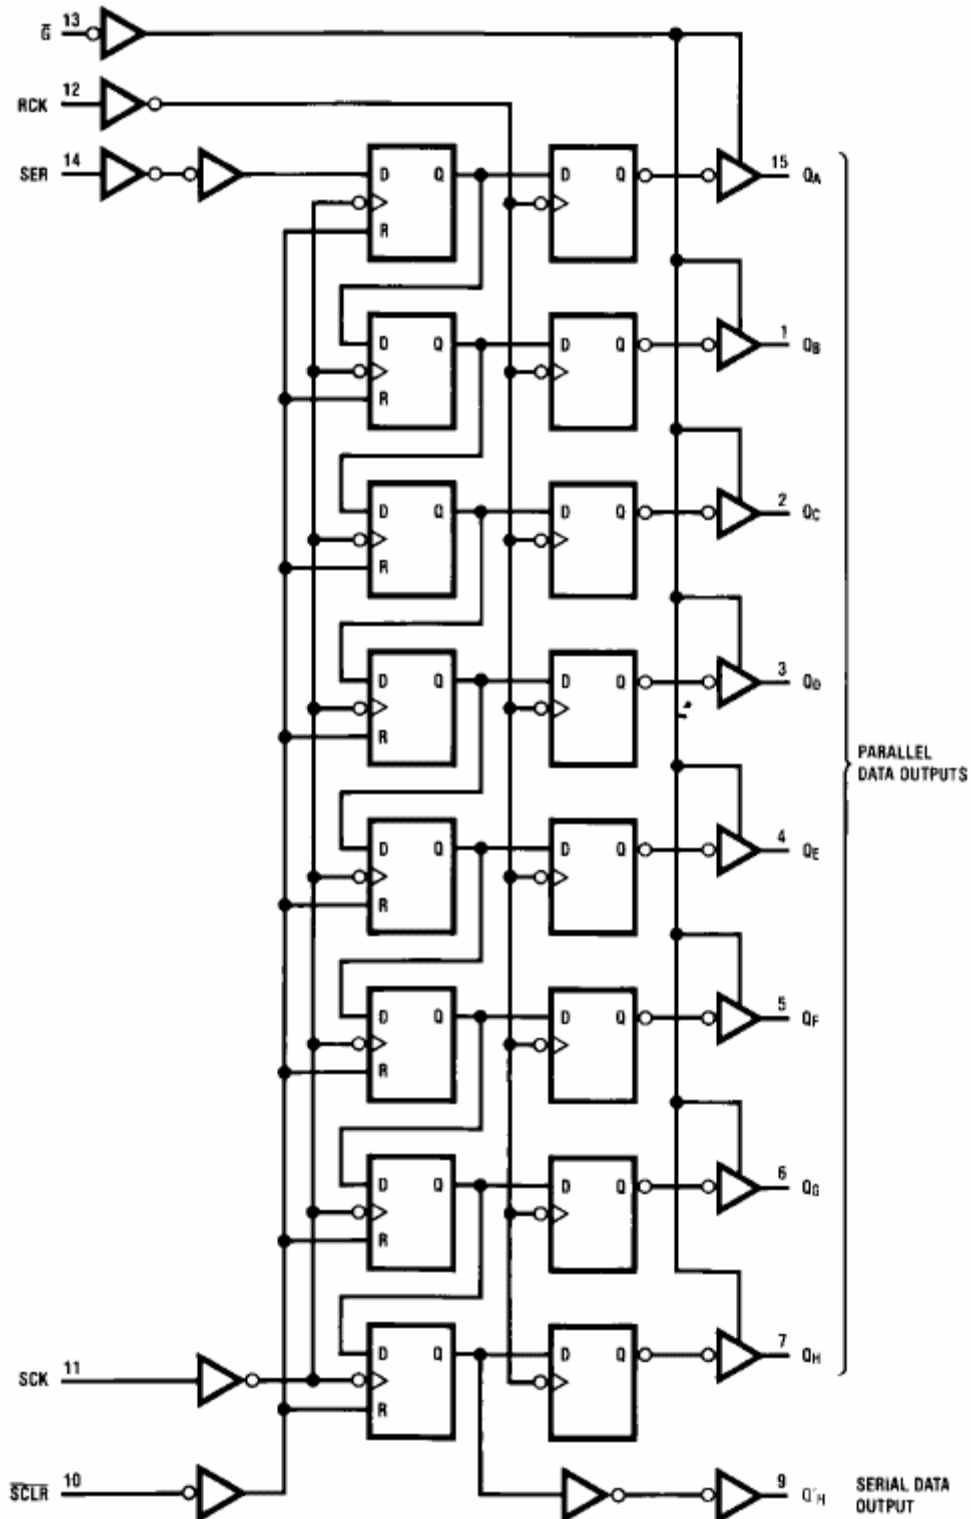 G̅ 13
RCK 12
SER 14
D Q D Q 15 QA
R
D Q D Q 1 QB
R
D Q D Q 2 QC
R
D Q D Q 3 QD
R
PARALLEL
DATA OUTPUTS
D Q D Q 4 QE
R
D Q D Q 5 QF
R
D Q D Q 6 QG
R
D Q D Q 7 QH
SCK 11
R
S̅C̅L̅R̅ 10
9 Q'H
SERIAL DATA
OUTPUT